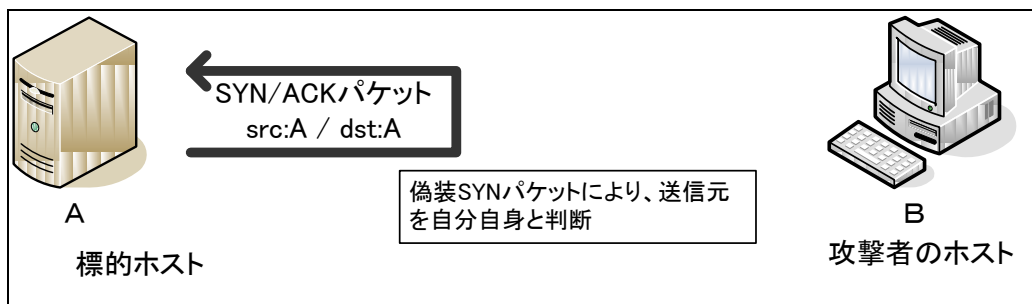 SYN/ACKパケット
src:A / dst:A
偽装SYNパケットにより、送信元
を自分自身と判断
A
標的ホスト
B
攻撃者のホスト